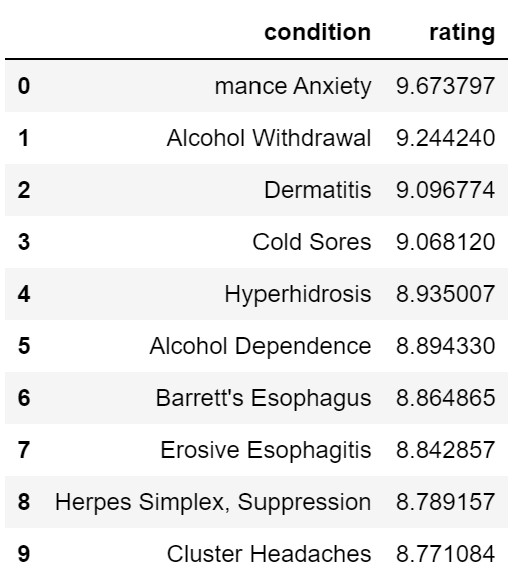 condition rating
0 mance Anxiety 9.673797
1 Alcohol Withdrawal 9.244240
2 Dermatitis 9.096774
3 Cold Sores 9.068120
4 Hyperhidrosis 8.935007
5 Alcohol Dependence 8.894330
6 Barrett's Esophagus 8.864865
7 Erosive Esophagitis 8.842857
8 Herpes Simplex, Suppression 8.789157
9 Cluster Headaches 8.771084